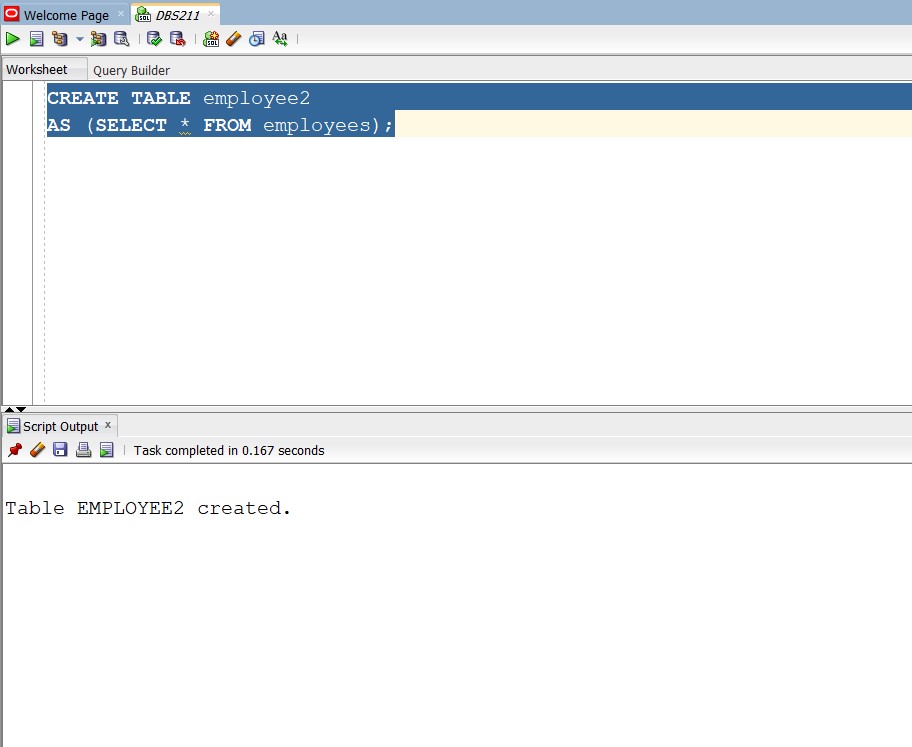 Welcome Page
DBS211
Worksheet
Query Builder
CREATE TABLE employee2
AS (SELECT * FROM employees);
Script Output
Task completed in 0.167 seconds
Table EMPLOYEE2 created.